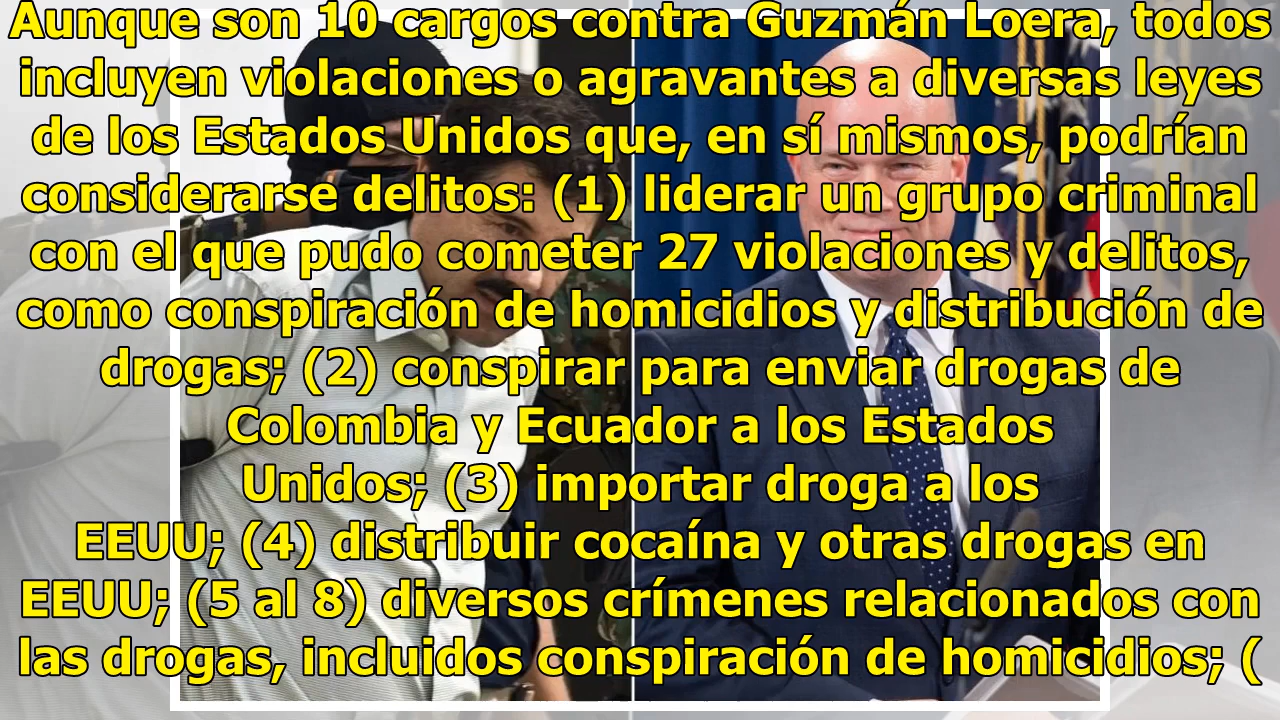 Aunque son 10 cargos contra Guzmán Loera, todos
incluyen violaciones o agravantes a diversas leyes
de los Estados Unidos que, en sí mismos, podrían
considerarse delitos: (1) liderar un grupo criminal
con el que pudo cometer 27 violaciones y delitos,
como conspiración de homicidios y distribución de
drogas; (2) conspirar para enviar drogas de
Colombia y Ecuador a los Estados
Unidos; (3) importar droga a los
EEUU; (4) distribuir cocaína y otras drogas en
EEUU; (5 al 8) diversos crímenes relacionados con
las drogas, incluidos conspiración de homicidios; (